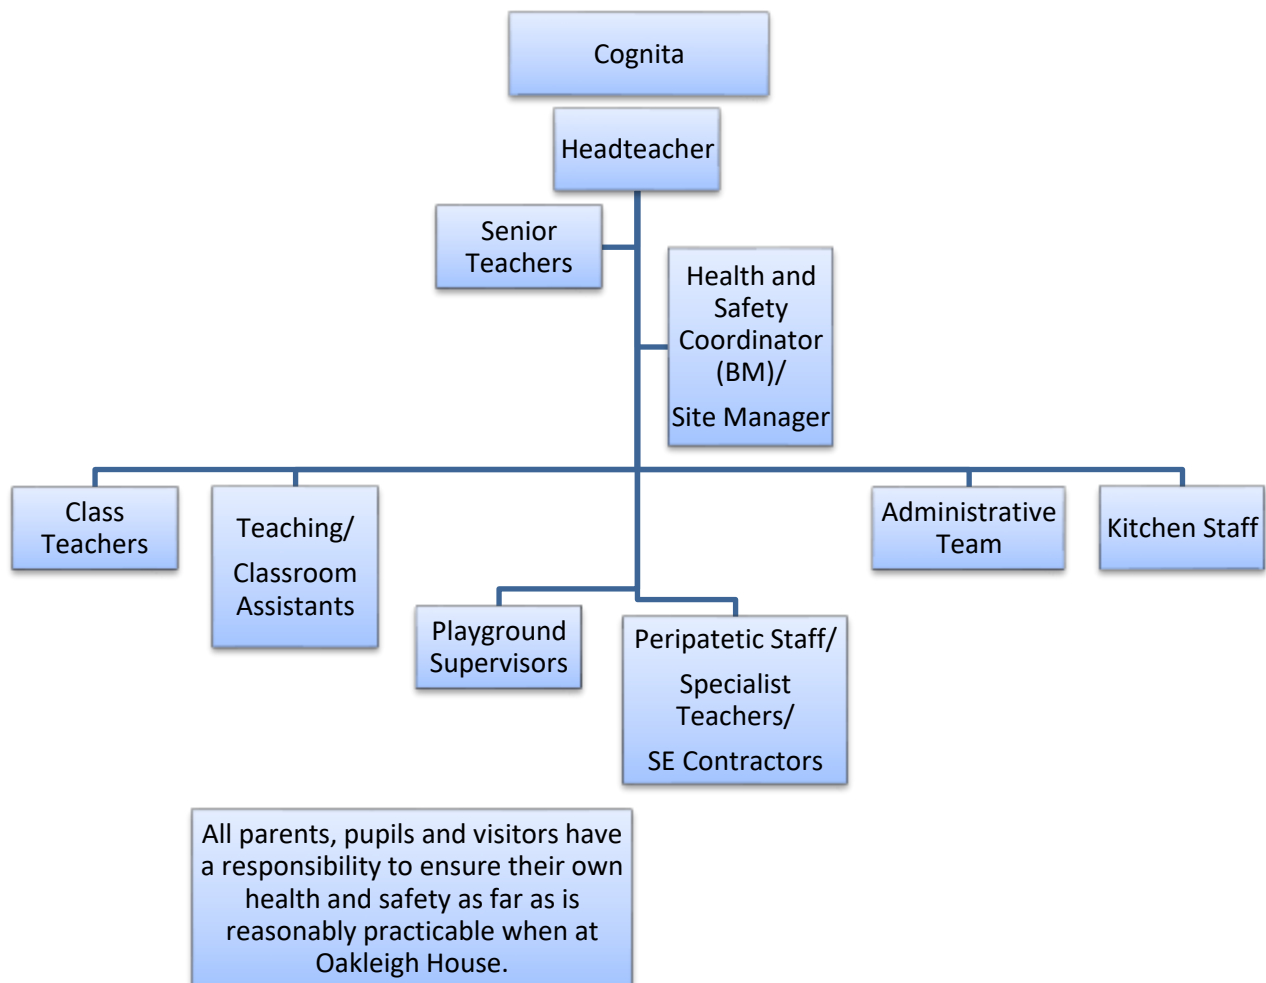 Cognita
Headteacher
Senior
Teachers
Health and
Safety
Coordinator
(BM)/
Site Manager
Class
Teachers
Teaching/
Classroom
Assistants
Playground
Supervisors
Peripatetic Staff/
Specialist
Teachers/
SE Contractors
Administrative
Team
Kitchen Staff
All parents, pupils and visitors have
a responsibility to ensure their own
health and safety as far as is
reasonably practicable when at
Oakleigh House.